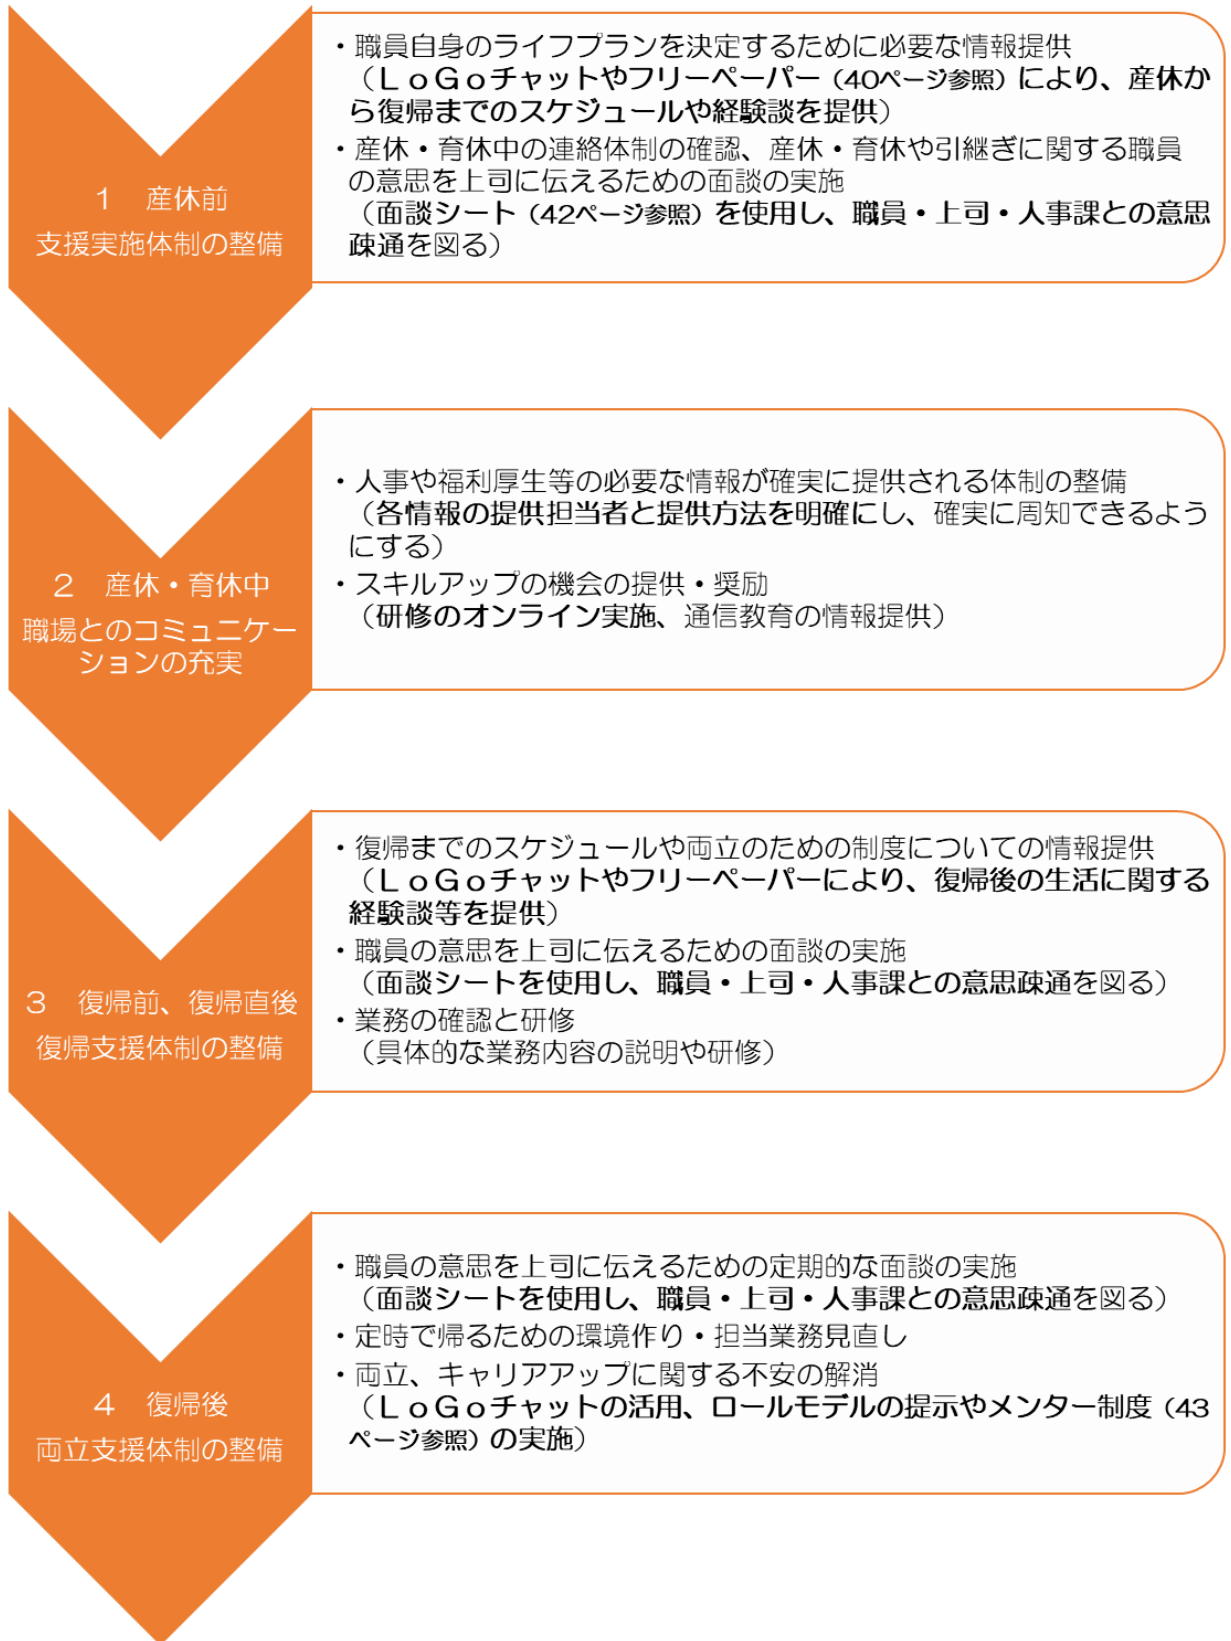 １　産休前
支援実施体制の整備
・職員自身のライフプランを決定するために必要な情報提供
（ＬｏＧｏチャットやフリーペーパー（40ページ参照）により、産休か
ら復帰までのスケジュールや経験談を提供）
・産休・育休中の連絡体制の確認、産休・育休や引継ぎに関する職員
の意思を上司に伝えるための面談の実施
（面談シート（42ページ参照）を使用し、職員・上司・人事課との意思
疎通を図る）
２　産休・育休中
職場とのコミュニケー
ションの充実
・人事や福利厚生等の必要な情報が確実に提供される体制の整備
（各情報の提供担当者と提供方法を明確にし、確実に周知できるよう
にする）
・スキルアップの機会の提供・奨励
（研修のオンライン実施、通信教育の情報提供）
３　復帰前、復帰直後
復帰支援体制の整備
・復帰までのスケジュールや両立のための制度についての情報提供
（ＬｏＧｏチャットやフリーペーパーにより、復帰後の生活に関する
経験談等を提供）
・職員の意思を上司に伝えるための面談の実施
（面談シートを使用し、職員・上司・人事課との意思疎通を図る）
・業務の確認と研修
（具体的な業務内容の説明や研修）
４　復帰後
両立支援体制の整備
・職員の意思を上司に伝えるための定期的な面談の実施
（面談シートを使用し、職員・上司・人事課との意思疎通を図る）
・定時で帰るための環境作り・担当業務見直し
・両立、キャリアアップに関する不安の解消
（ＬｏＧｏチャットの活用、ロールモデルの提示やメンター制度（43
ページ参照）の実施）